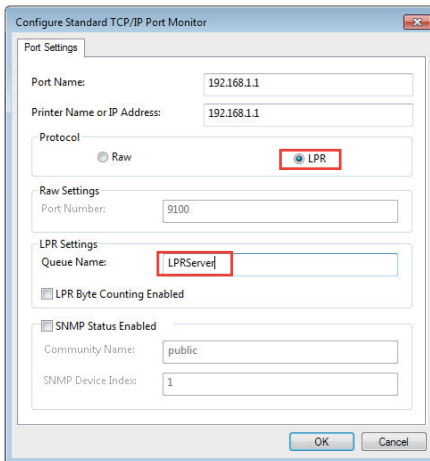 Configure Standard TCP/IP Port Monitor
Port Settings
Port Name: 192.168.1.1
Printer Name or IP Address: 192.168.1.1
Protocol
Raw LPR
Raw Settings
Port Number: 9100
LPR Settings
Queue Name: LPRServer
LPR Byte Counting Enabled
SNMP Status Enabled
Community Name: public
SNMP Device Index: 1
OK Cancel